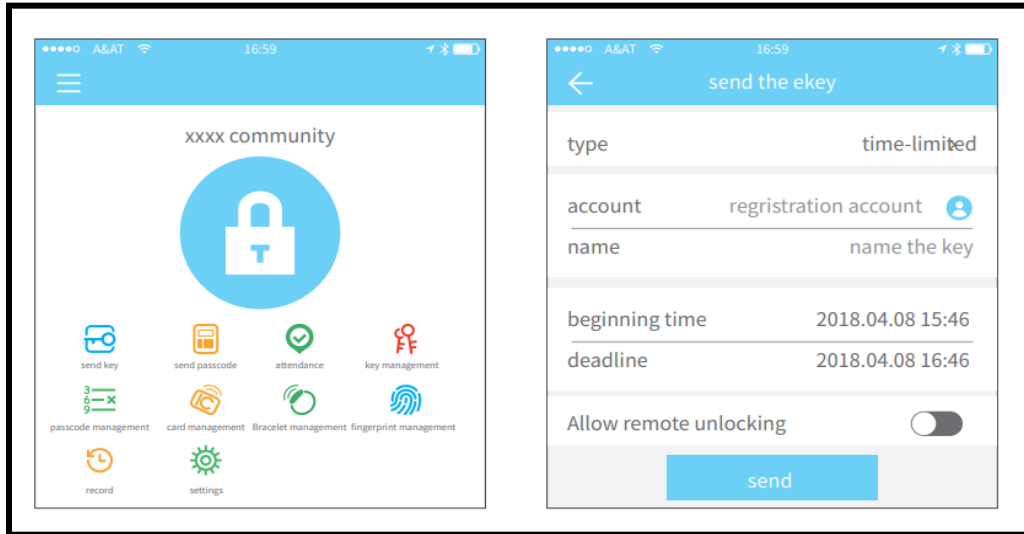 A&AT 16:59
xxxx community
send key send passcode attendance key management
passcode management card management Bracelet management fingerprint management
record settings
A&AT 16:59
send the ekey
type time-limited
account regristration account
name name the key
beginning time 2018.04.08 15:46
deadline 2018.04.08 16:46
Allow remote unlocking
send